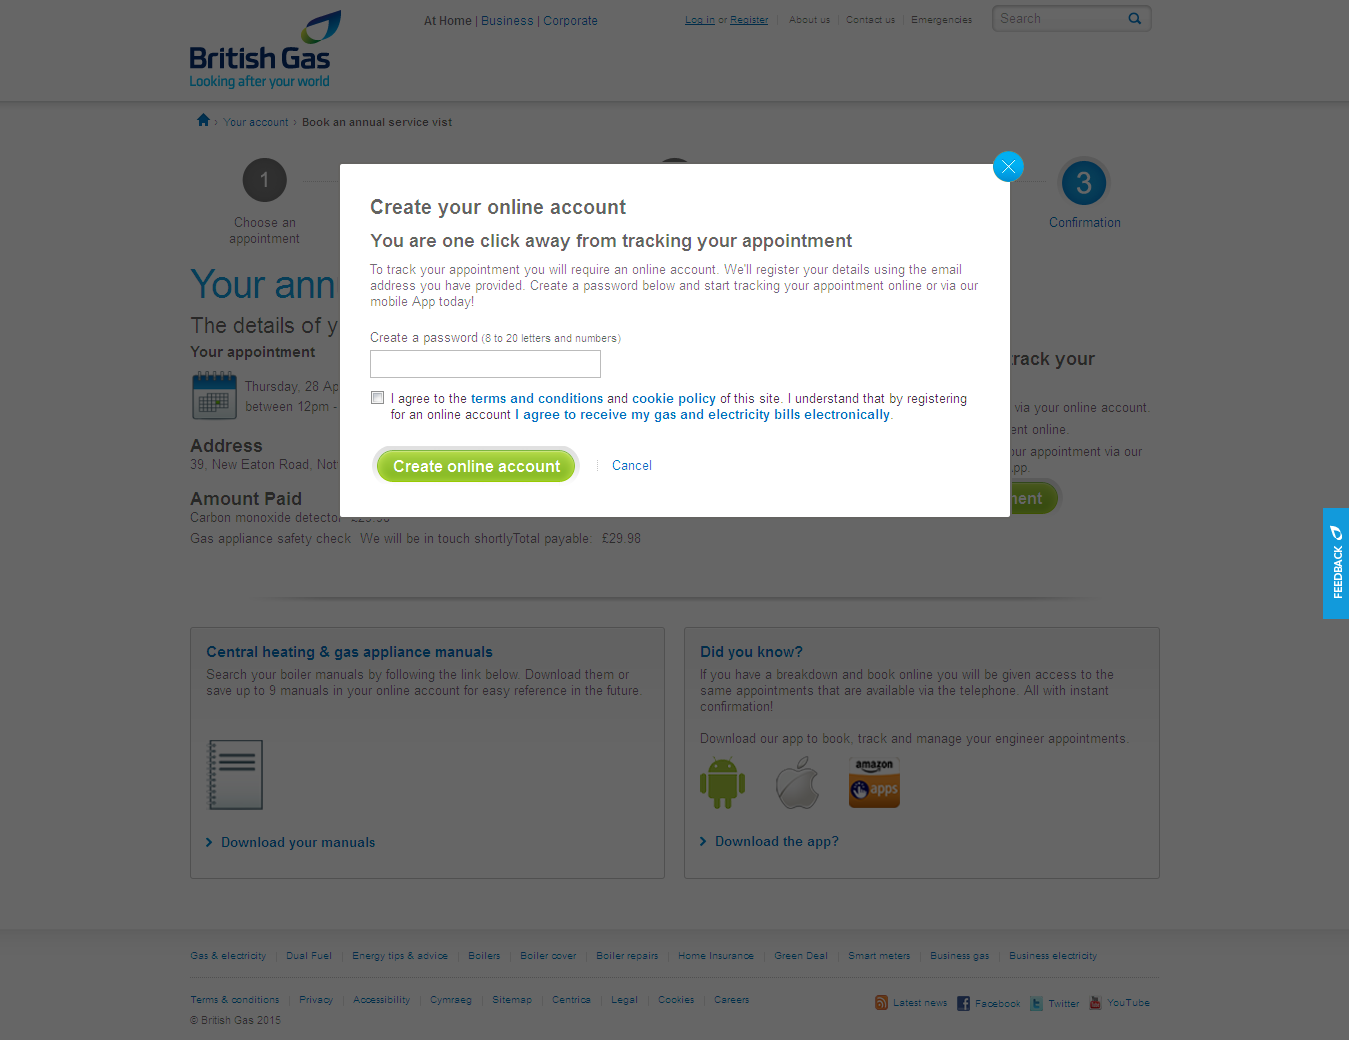 At Home | Business | Corporate
Log in or Register
About us
Contact us
Emergencies
Search
British Gas
Looking after your world
Your account › Book an annual service vist
1
Choose an
appointment
3
Confirmation
Create your online account
You are one click away from tracking your appointment
To track your appointment you will require an online account. We'll register your details using the email
address you have provided. Create a password below and start tracking your appointment online or via our
mobile App today!
Create a password (8 to 20 letters and numbers)
I agree to the terms and conditions and cookie policy of this site. I understand that by registering
for an online account I agree to receive my gas and electricity bills electronically.
Create online account
Cancel
Your ann
The details of y
Your appointment
Thursday, 28 Ap
between 12pm -
Address
39, New Eaton Road, Nott
Amount Paid
Carbon monoxide detector £29.98
Gas appliance safety check We will be in touch shortlyTotal payable: £29.98
track your
via your online account.
ent online.
our appointment via our
pp.
ment
FEEDBACK
Central heating & gas appliance manuals
Search your boiler manuals by following the link below. Download them or
save up to 9 manuals in your online account for easy reference in the future.
Download your manuals
Did you know?
If you have a breakdown and book online you will be given access to the
same appointments that are available via the telephone. All with instant
confirmation!
Download our app to book, track and manage your engineer appointments.
amazon
apps
Download the app?
Gas & electricity
Dual Fuel
Energy tips & advice
Boilers
Boiler cover
Boiler repairs
Home Insurance
Green Deal
Smart meters
Business gas
Business electricity
Terms & conditions
Privacy
Accessibility
Cymraeg
Sitemap
Centrica
Legal
Cookies
Careers
Latest news
Facebook
Twitter
YouTube
© British Gas 2015